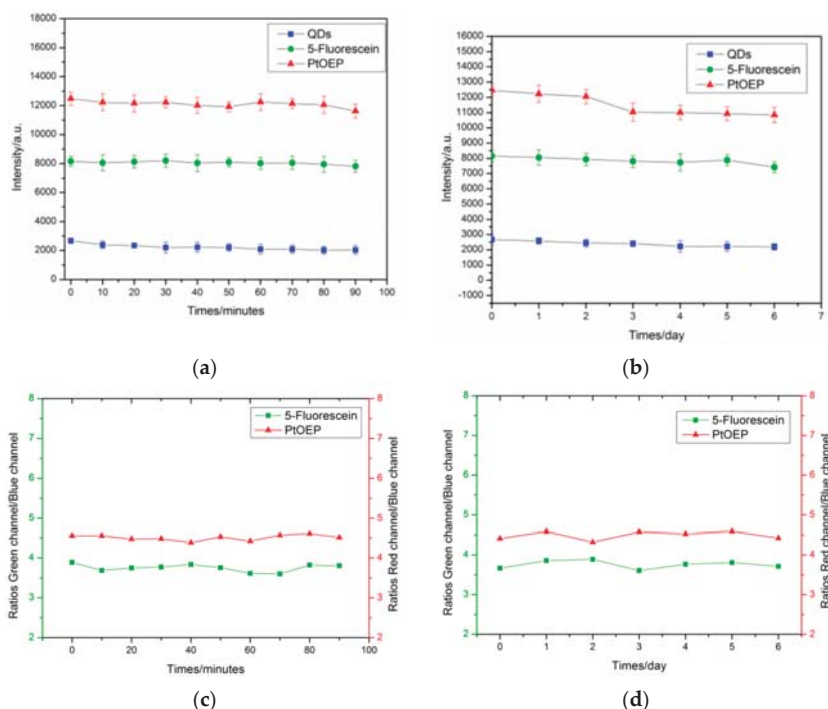 18000
16000
14000
12000
10000
8000
6000
4000
2000
0
Intensity/a.u.
QDs
5-Fluorescein
PtOEP
0 10 20 30 40 50 60 70 80 90 100
Times/minutes
(a)
16000
15000
14000
13000
12000
11000
10000
9000
8000
7000
6000
5000
4000
3000
2000
1000
0
-1000
Intensity/a.u.
QDs
5-Fluorescein
PtOEP
0 1 2 3 4 5 6 7
Times/day
(b)
8
7
6
5
4
3
2
Ratios Green channel/Blue channel
5-Fluorescein
PtOEP
8
7
6
5
4
3
2
Ratios Red channel/Blue channel
0 20 40 60 80 100
Times/minutes
(c)
8
7
6
5
4
3
2
Ratios Green channel/Blue channel
5-Fluorescein
PtOEP
8
7
6
5
4
3
2
Ratios Red channel/Blue channel
0 1 2 3 4 5 6
Times/day
(d)